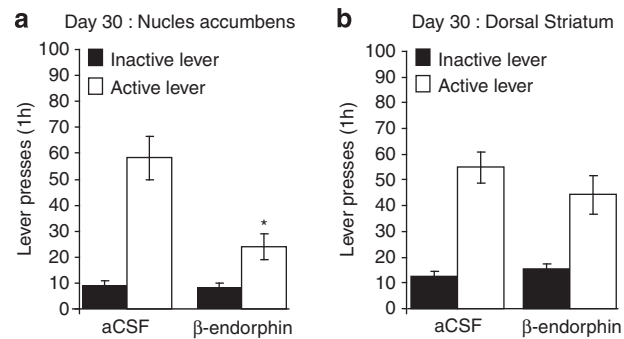 a Day 30 : Nucles accumbens
Lever presses (1h)
100
90
80
70
60
50
40
30
20
10
0
Inactive lever
Active lever
*
aCSF β-endorphin
b Day 30 : Dorsal Striatum
Lever presses (1h)
100
90
80
70
60
50
40
30
20
10
0
Inactive lever
Active lever
aCSF β-endorphin